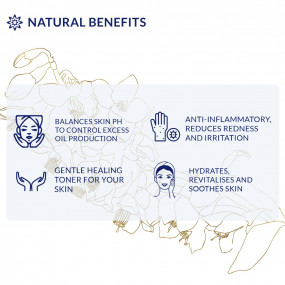 NATURAL BENEFITS
BALANCES SKIN PH
TO CONTROL EXCESS
OIL PRODUCTION
ANTI-INFLAMMATORY,
REDUCES REDNESS
AND IRRITATION
GENTLE HEALING
TONER FOR YOUR
SKIN
HYDRATES,
REVITALISES AND
SOOTHES SKIN